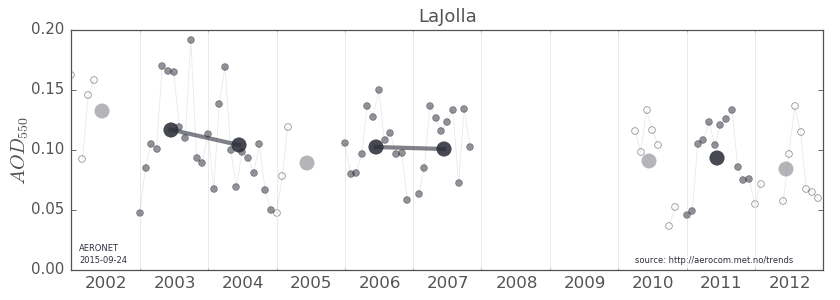 LaJolla
0.20
0.15
0.10
0.05
0.00
AOD550
AERONET
2015-09-24
source: http://aerocom.met.no/trends
2002 2003 2004 2005 2006 2007 2008 2009 2010 2011 2012